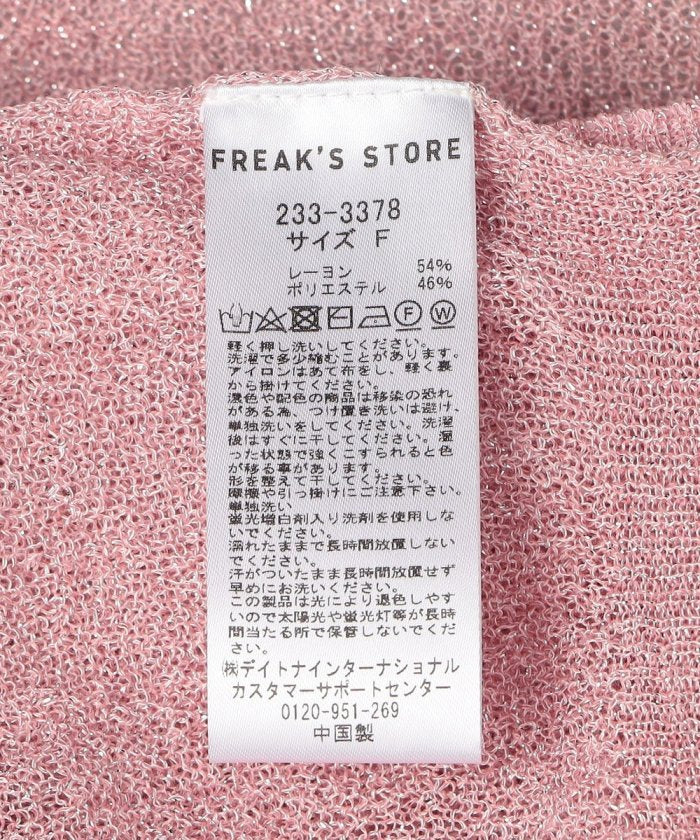 FREAK'S STORE
233-3378
サイズ F
レーヨン 54%
ポリエステル 46%
F W
軽く押し洗いしてください。
洗濯で多少縮むことがあります。
アイロンはあて布をし、軽く裏
から掛けてください。
濃色や配色の商品は移染の恐れ
がある為、つけ置き洗いは避け、
単独洗いをしてください。洗濯
後はすぐに干してください。湿
った状態で強くこすられると色
が移る事があります。
形を整えて干してください。
摩擦や引っ掛けにご注意下さい。
単独洗い
蛍光増白剤入り洗剤を使用しな
いでください。
濡れたままで長時間放置しない
でください。
汗がついたまま長時間放置せず
早めにお洗いください。
この製品は光により退色しやす
いので太陽光や蛍光灯等が長時
間当たる所で保管しないでくだ
さい。
㈱デイトナインターナショナル
カスタマーサポートセンター
0120-951-269
中国製